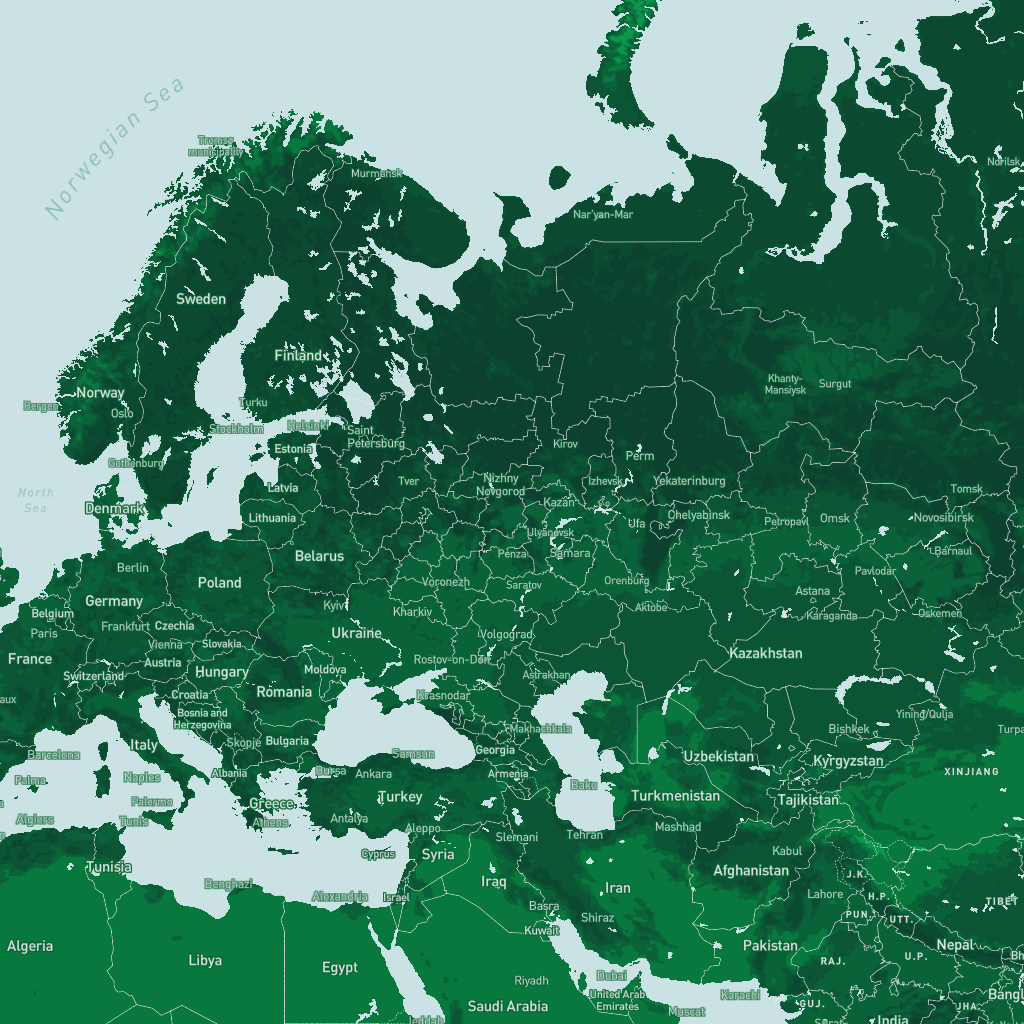 Norwegian Sea
Tromsø
municipality
Murmansk
Norilsk
Nar'yan-Mar
Sweden
Finland
Norway
Bergen
Oslo
Turku
Helsinki
Stockholm
Saint
Petersburg
Khanty-
Mansiysk
Surgut
Kirov
Perm
Estonia
Gothenburg
Tver
Nizhny
Novgorod
Izhevsk
Yekaterinburg
Latvia
Kazan
Tomsk
North
Sea
Denmark
Lithuania
Ufa
Chelyabinsk
Petropavl
Omsk
Novosibirsk
Ulyanovsk
Belarus
Penza
Samara
Barnaul
Berlin
Poland
Voronezh
Saratov
Orenburg
Pavlodar
Astana
Germany
Kyiv
Kharkiv
Aktobe
Karaganda
Oskemen
Belgium
Frankfurt
Czechia
Paris
Ukraine
Volgograd
Vienna
Slovakia
France
Austria
Rostov-on-Don
Kazakhstan
Switzerland
Hungary
Moldova
Astrakhan
Croatia
Romania
Krasnodar
aux
Bosnia and
Herzegovina
Yining/Qulja
Italy
Skopje
Bulgaria
Makhachkala
Bishkek
Turpa
Barcelona
Samsun
Georgia
Uzbekistan
Kyrgyzstan
Palma
Naples
Albania
Bursa
Ankara
Armenia
Baku
XINJIANG
Palermo
Greece
Turkey
Turkmenistan
Tajikistan
Algiers
Tunis
Athens
Antalya
Aleppo
Slemani
Tehran
Mashhad
Tunisia
Cyprus
Syria
Kabul
Afghanistan
J.K.
Benghazi
Alexandria
Israel
Iraq
Iran
Lahore
H.P.
TIBET
Basra
Shiraz
PUN.
UTT.
Kuwait
Algeria
Libya
Egypt
Pakistan
Nepal
RAJ.
U.P.
Bh
Riyadh
Dubai
United Arab
Emirates
Karachi
Bangl
Saudi Arabia
Muscat
GUJ.
JHA.
Jeddah
Surat
India